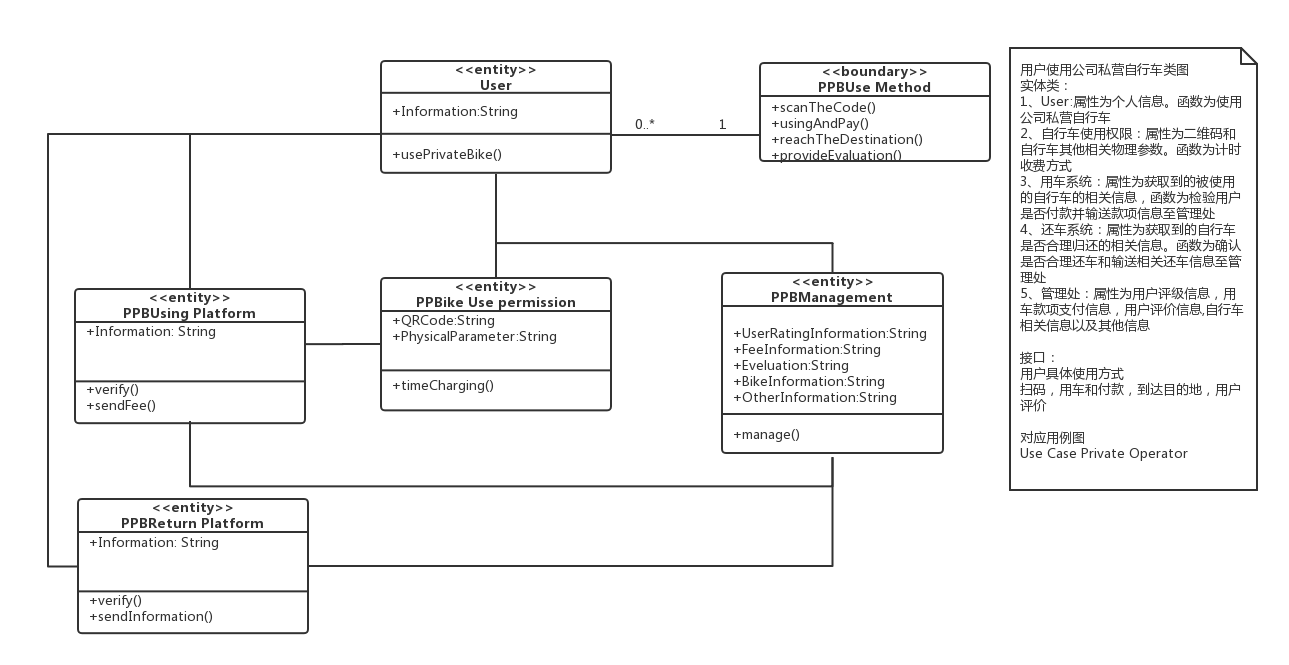 <<entity>>
User
+Information:String
+usePrivateBike()
0..*
1
<<boundary>>
PPBUse Method
+scanTheCode()
+usingAndPay()
+reachTheDestination()
+provideEvaluation()
<<entity>>
PPBUsing Platform
+Information: String
+verify()
+sendFee()
<<entity>>
PPBike Use permission
+QRCode:String
+PhysicalParameter:String
+timeCharging()
<<entity>>
PPBManagement
+UserRatingInformation:String
+FeeInformation:String
+Eveluation:String
+BikeInformation:String
+OtherInformation:String
+manage()
<<entity>>
PPBReturn Platform
+Information: String
+verify()
+sendInformation()
用户使用公司私营自行车类图
实体类：
1、User:属性为个人信息。函数为使用
公司私营自行车
2、自行车使用权限：属性为二维码和
自行车其他相关物理参数。函数为计时
收费方式
3、用车系统：属性为获取到的被使用
的自行车的相关信息，函数为检验用户
是否付款并输送款项信息至管理处
4、还车系统：属性为获取到的自行车
是否合理归还的相关信息。函数为确认
是否合理还车和输送相关还车信息至管
理处
5、管理处：属性为用户评级信息，用
车款项支付信息，用户评价信息,自行车
相关信息以及其他信息
接口：
用户具体使用方式
扫码，用车和付款，到达目的地，用户
评价
对应用例图
Use Case Private Operator